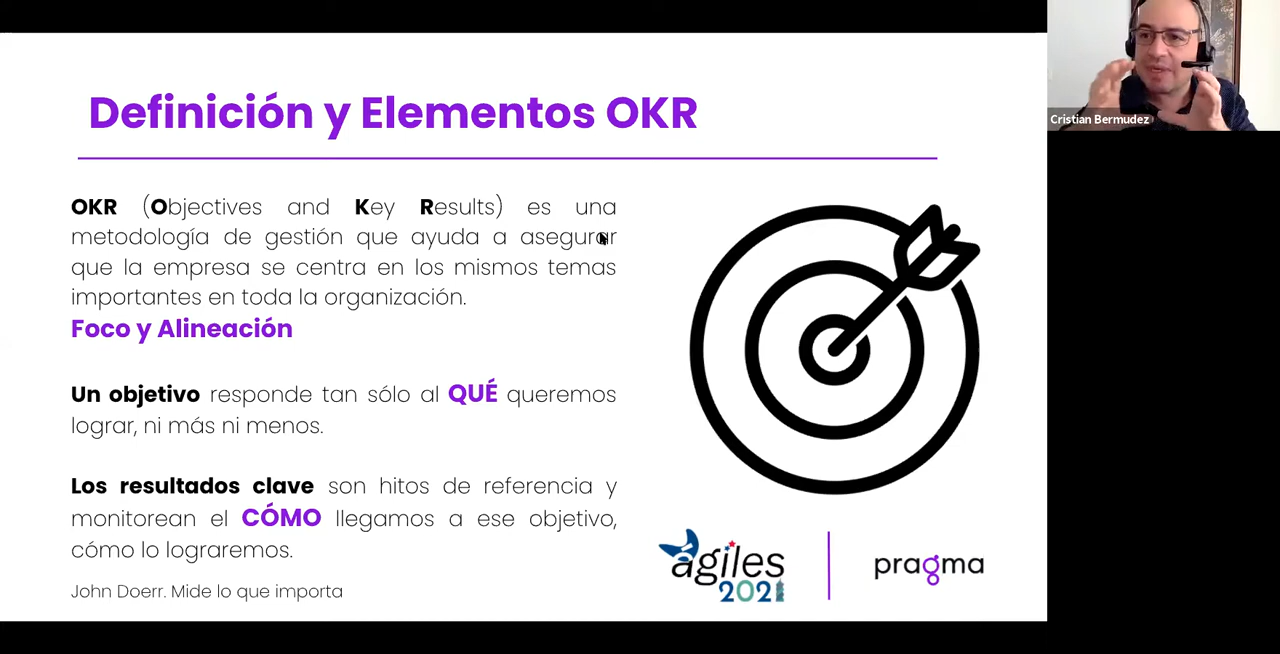 Definición y Elementos OKR
OKR (Objectives and Key Results) es una
metodología de gestión que ayuda a asegurar
que la empresa se centra en los mismos temas
importantes en toda la organización.
Foco y Alineación
Un objetivo responde tan sólo al QUÉ queremos
lograr, ni más ni menos.
Los resultados clave son hitos de referencia y
monitorean el CÓMO llegamos a ese objetivo,
cómo lo lograremos.
John Doerr. Mide lo que importa
agiles
2021
pragma
Cristian Bermudez